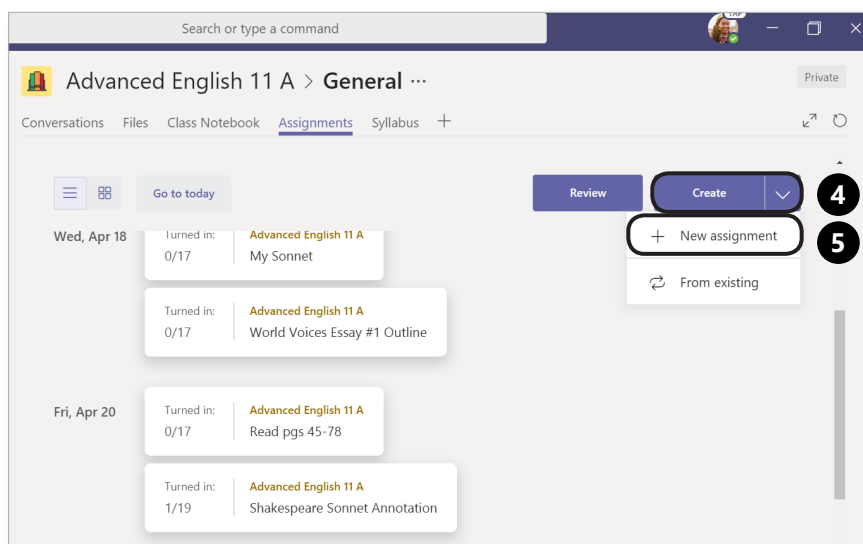 Search or type a command
Advanced English 11 A > General ...
Private
Conversations Files Class Notebook Assignments Syllabus +
Go to today
Review
Create
4
Wed, Apr 18
Turned in:
0/17
Advanced English 11 A
My Sonnet
+ New assignment
5
From existing
Turned in:
0/17
Advanced English 11 A
World Voices Essay #1 Outline
Fri, Apr 20
Turned in:
0/17
Advanced English 11 A
Read pgs 45-78
Turned in:
1/19
Advanced English 11 A
Shakespeare Sonnet Annotation